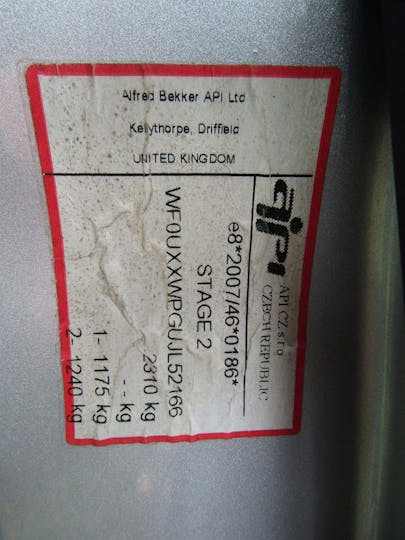 Alfred Bekker API Ltd
Kellythorpe, Driffield
UNITED KINGDOM
api
API CZ s.r.o
CZECH REPUBLIC
e8*2007/46*0186*
STAGE 2
WF0UXXWPGUJL52166
2310 kg
- - kg
1- 1175 kg
2- 1240 kg